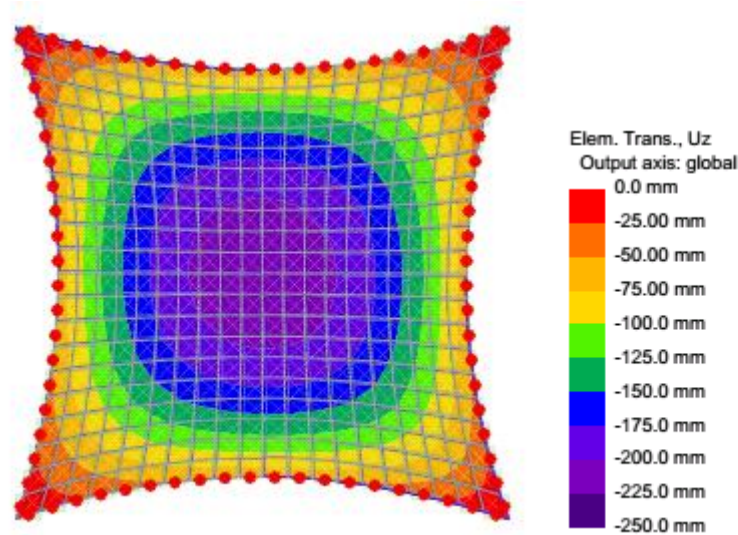 Elem. Trans., Uz
Output axis: global
0.0 mm
-25.00 mm
-50.00 mm
-75.00 mm
-100.0 mm
-125.0 mm
-150.0 mm
-175.0 mm
-200.0 mm
-225.0 mm
-250.0 mm